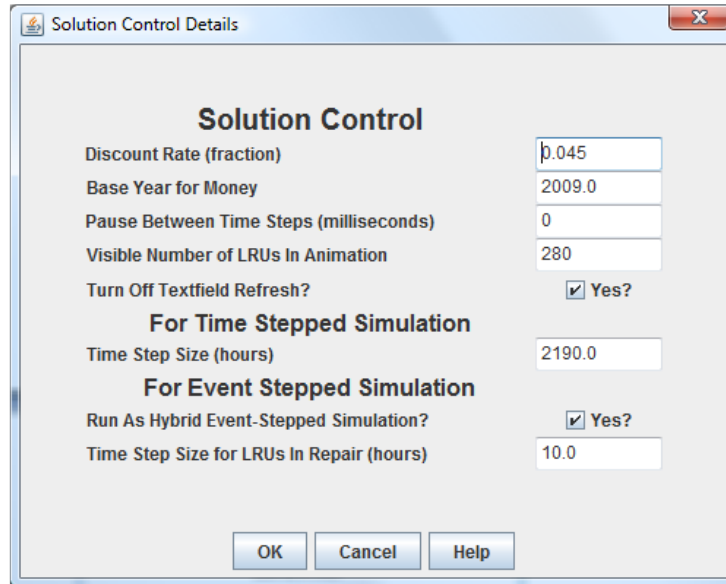 Solution Control Details
Solution Control
Discount Rate (fraction) 0.045
Base Year for Money 2009.0
Pause Between Time Steps (milliseconds) 0
Visible Number of LRUs In Animation 280
Turn Off Textfield Refresh? Yes?
For Time Stepped Simulation
Time Step Size (hours) 2190.0
For Event Stepped Simulation
Run As Hybrid Event-Stepped Simulation? Yes?
Time Step Size for LRUs In Repair (hours) 10.0
OK Cancel Help